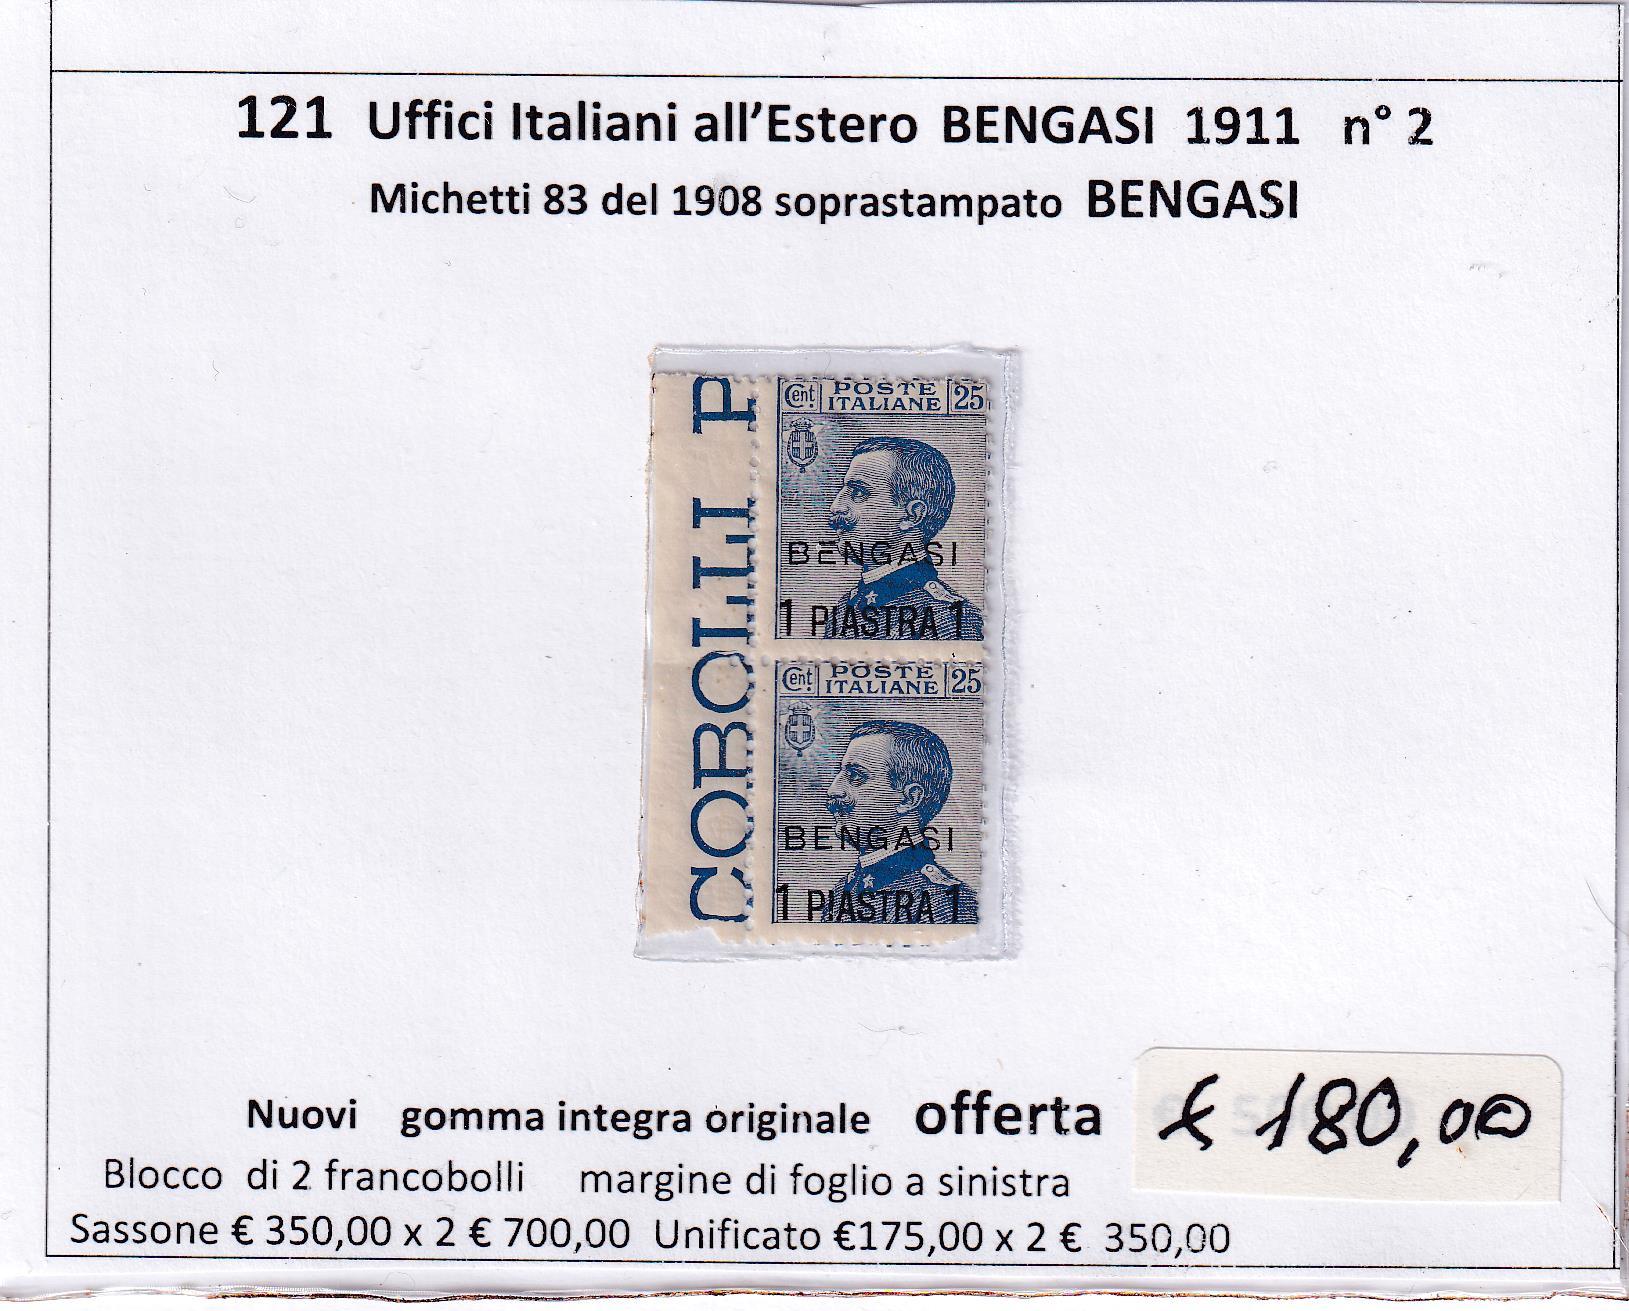 121 Uffici Italiani all'Estero BENGASI 1911 n° 2
Michetti 83 del 1908 soprastampato BENGASI
COBOLLI P
Cent POSTE ITALIANE 25
BENGASI
1 PIASTRA 1
Cent POSTE ITALIANE 25
BENGASI
1 PIASTRA 1
Nuovi gomma integra originale offerta € 180,00
Blocco di 2 francobolli margine di foglio a sinistra
Sassone € 350,00 x 2 € 700,00 Unificato €175,00 x 2 € 350,00